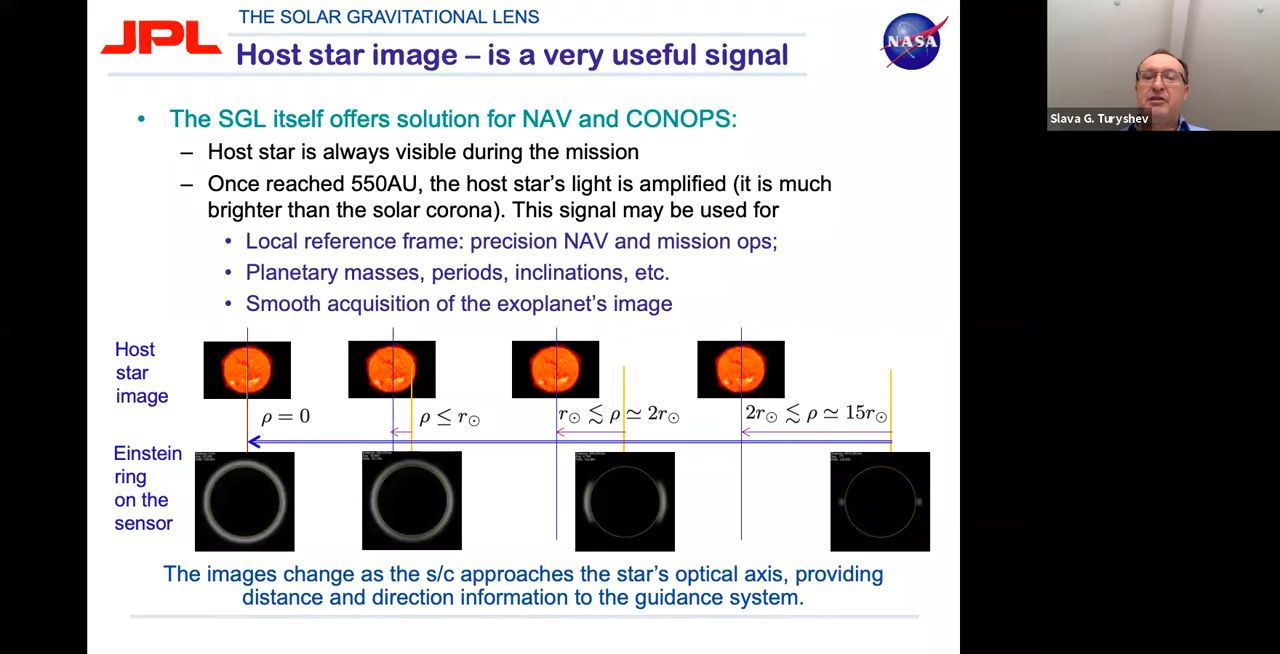 THE SOLAR GRAVITATIONAL LENS
JPL
Host star image – is a very useful signal
NASA
Slava G. Turyshev
• The SGL itself offers solution for NAV and CONOPS:
– Host star is always visible during the mission
– Once reached 550AU, the host star's light is amplified (it is much
brighter than the solar corona). This signal may be used for
• Local reference frame: precision NAV and mission ops;
• Planetary masses, periods, inclinations, etc.
• Smooth acquisition of the exoplanet's image
Host
star
image
ρ = 0
ρ ≤ r⊙
r⊙ ≲ ρ ≃ 2r⊙
2r⊙ ≲ ρ ≃ 15r⊙
Einstein
ring
on the
sensor
The images change as the s/c approaches the star's optical axis, providing
distance and direction information to the guidance system.